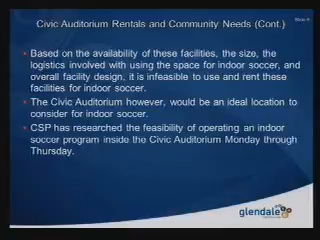 Civic Auditorium Rentals and Community Needs (Cont.)
Based on the availability of these facilities, the size, the
logistics involved with using the space for indoor soccer, and
overall facility design, it is infeasible to use and rent these
facilities for indoor soccer.
The Civic Auditorium however, would be an ideal location to
consider for indoor soccer.
CSP has researched the feasibility of operating an indoor
soccer program inside the Civic Auditorium Monday through
Thursday.
glendale